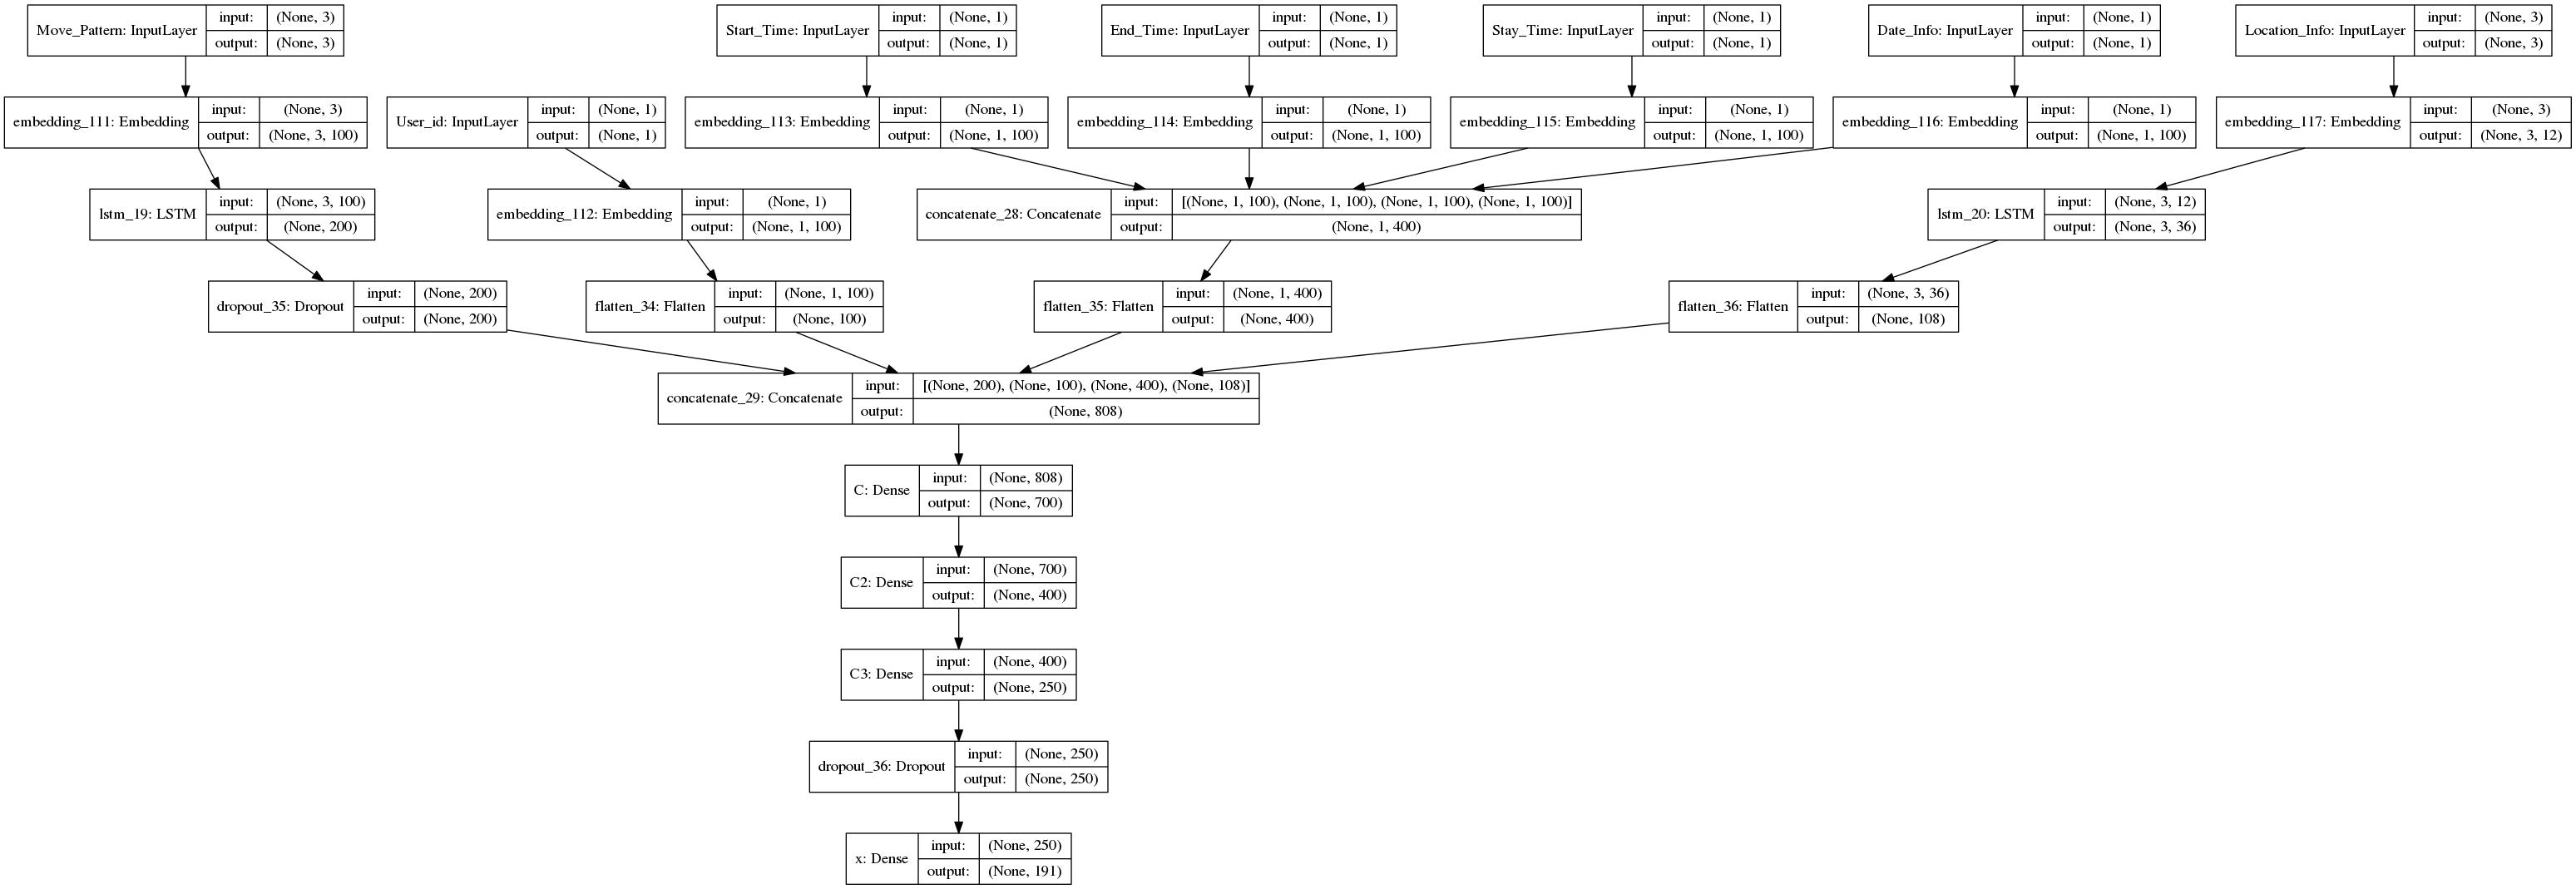 Move_Pattern: InputLayer input: (None, 3) output: (None, 3)
Start_Time: InputLayer input: (None, 1) output: (None, 1)
End_Time: InputLayer input: (None, 1) output: (None, 1)
Stay_Time: InputLayer input: (None, 1) output: (None, 1)
Date_Info: InputLayer input: (None, 1) output: (None, 1)
Location_Info: InputLayer input: (None, 3) output: (None, 3)
embedding_111: Embedding input: (None, 3) output: (None, 3, 100)
User_id: InputLayer input: (None, 1) output: (None, 1)
embedding_113: Embedding input: (None, 1) output: (None, 1, 100)
embedding_114: Embedding input: (None, 1) output: (None, 1, 100)
embedding_115: Embedding input: (None, 1) output: (None, 1, 100)
embedding_116: Embedding input: (None, 1) output: (None, 1, 100)
embedding_117: Embedding input: (None, 3) output: (None, 3, 12)
lstm_19: LSTM input: (None, 3, 100) output: (None, 200)
embedding_112: Embedding input: (None, 1) output: (None, 1, 100)
concatenate_28: Concatenate input: [(None, 1, 100), (None, 1, 100), (None, 1, 100), (None, 1, 100)] output: (None, 1, 400)
lstm_20: LSTM input: (None, 3, 12) output: (None, 3, 36)
dropout_35: Dropout input: (None, 200) output: (None, 200)
flatten_34: Flatten input: (None, 1, 100) output: (None, 100)
flatten_35: Flatten input: (None, 1, 400) output: (None, 400)
flatten_36: Flatten input: (None, 3, 36) output: (None, 108)
concatenate_29: Concatenate input: [(None, 200), (None, 100), (None, 400), (None, 108)] output: (None, 808)
C: Dense input: (None, 808) output: (None, 700)
C2: Dense input: (None, 700) output: (None, 400)
C3: Dense input: (None, 400) output: (None, 250)
dropout_36: Dropout input: (None, 250) output: (None, 250)
x: Dense input: (None, 250) output: (None, 191)